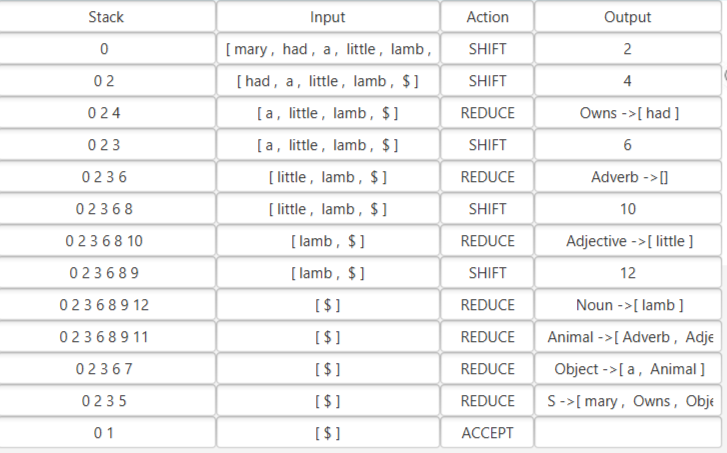 Stack Input Action Output
0 [ mary , had , a , little , lamb , SHIFT 2
0 2 [ had , a , little , lamb , $ ] SHIFT 4
0 2 4 [ a , little , lamb , $ ] REDUCE Owns ->[ had ]
0 2 3 [ a , little , lamb , $ ] SHIFT 6
0 2 3 6 [ little , lamb , $ ] REDUCE Adverb ->[]
0 2 3 6 8 [ little , lamb , $ ] SHIFT 10
0 2 3 6 8 10 [ lamb , $ ] REDUCE Adjective ->[ little ]
0 2 3 6 8 9 [ lamb , $ ] SHIFT 12
0 2 3 6 8 9 12 [ $ ] REDUCE Noun ->[ lamb ]
0 2 3 6 8 9 11 [ $ ] REDUCE Animal ->[ Adverb , Adje
0 2 3 6 7 [ $ ] REDUCE Object ->[ a , Animal ]
0 2 3 5 [ $ ] REDUCE S ->[ mary , Owns , Obje
0 1 [ $ ] ACCEPT